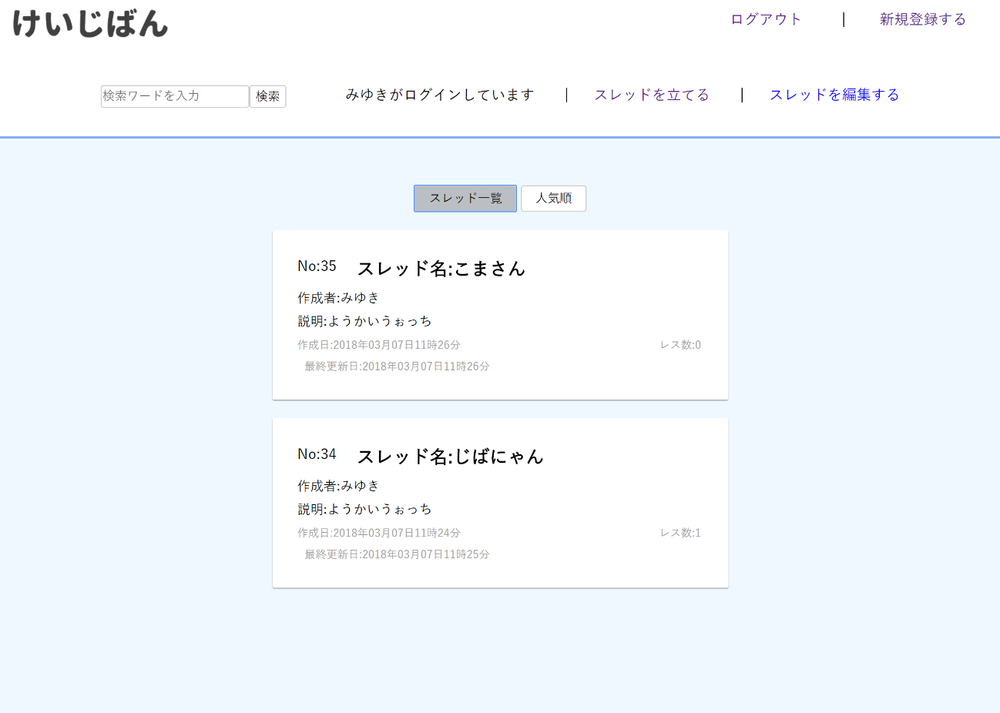 けいじばん
ログアウト | 新規登録する
検索ワードを入力 検索 みゆきがログインしています | スレッドを立てる | スレッドを編集する
スレッド一覧 人気順
No:35 スレッド名:こまさん
作成者:みゆき
説明:ようかいうぉっち
作成日:2018年03月07日11時26分 レス数:0
最終更新日:2018年03月07日11時26分
No:34 スレッド名:じばにゃん
作成者:みゆき
説明:ようかいうぉっち
作成日:2018年03月07日11時24分 レス数:1
最終更新日:2018年03月07日11時25分